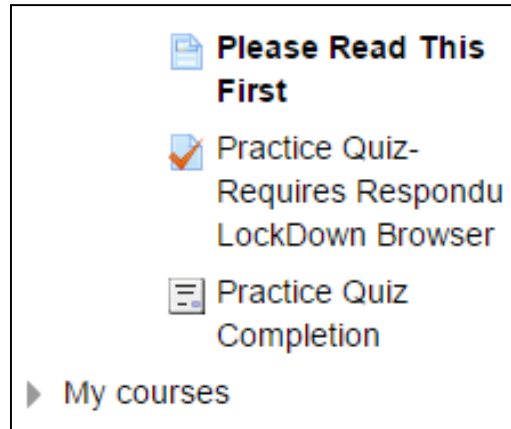 Please Read This
First
Practice Quiz-
Requires Respondu
LockDown Browser
Practice Quiz
Completion
My courses